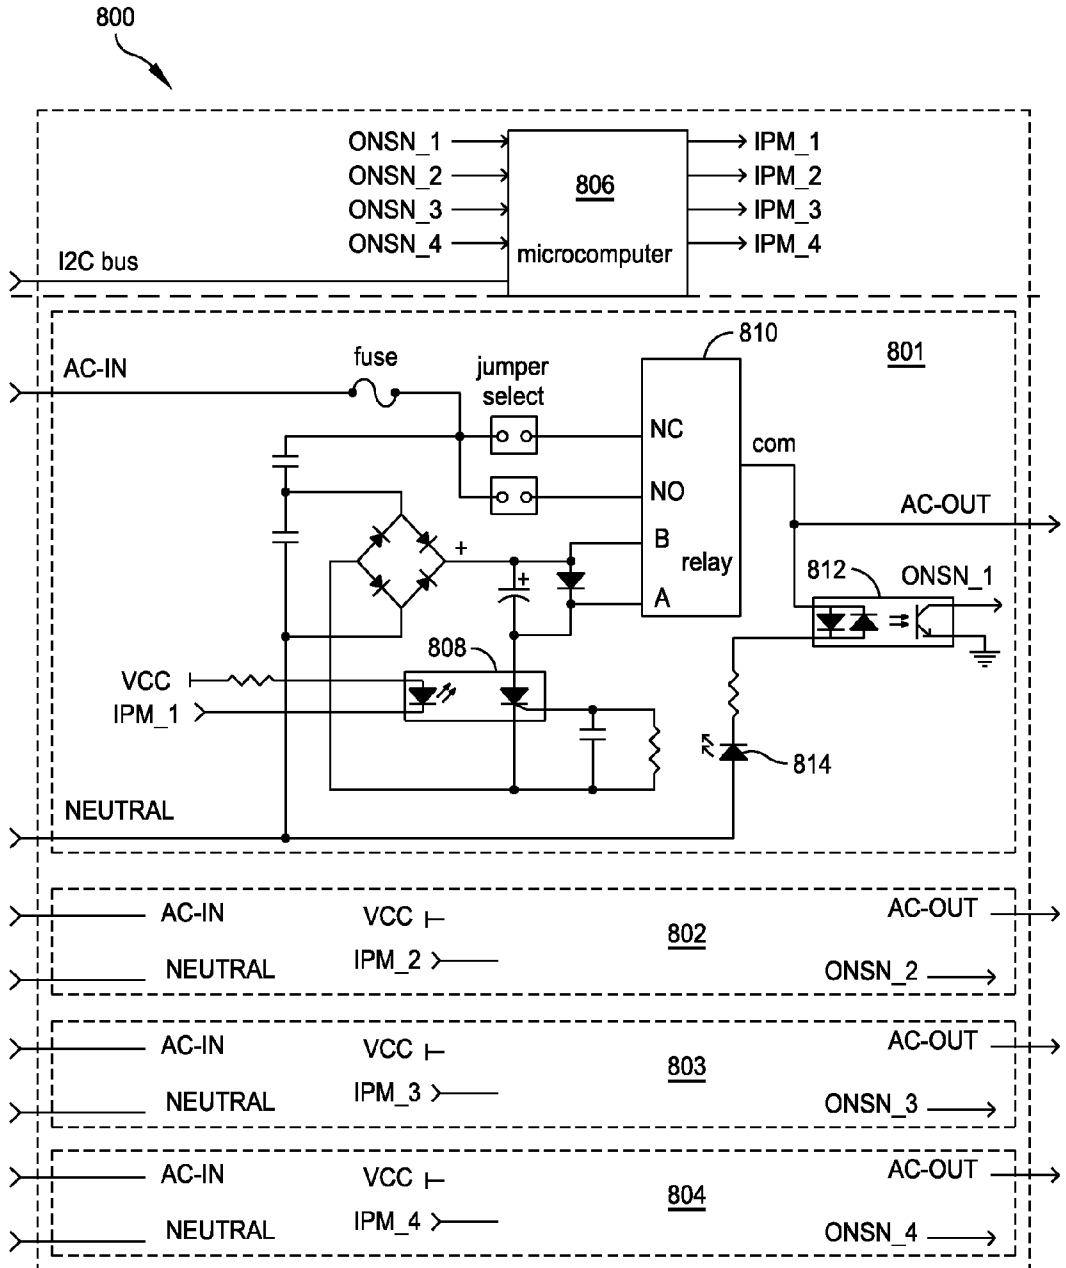 800
ONSN_1
IPM_1
ONSN_2
806
IPM_2
ONSN_3
IPM_3
ONSN_4
microcomputer
IPM_4
I2C bus
810
801
AC-IN
fuse
jumper
select
NC
com
NO
AC-OUT
+
B
relay
812
ONSN_1
+
A
808
VCC
IPM_1
814
NEUTRAL
AC-IN
VCC
802
AC-OUT
NEUTRAL
IPM_2
ONSN_2
AC-IN
VCC
803
AC-OUT
NEUTRAL
IPM_3
ONSN_3
AC-IN
VCC
804
AC-OUT
NEUTRAL
IPM_4
ONSN_4